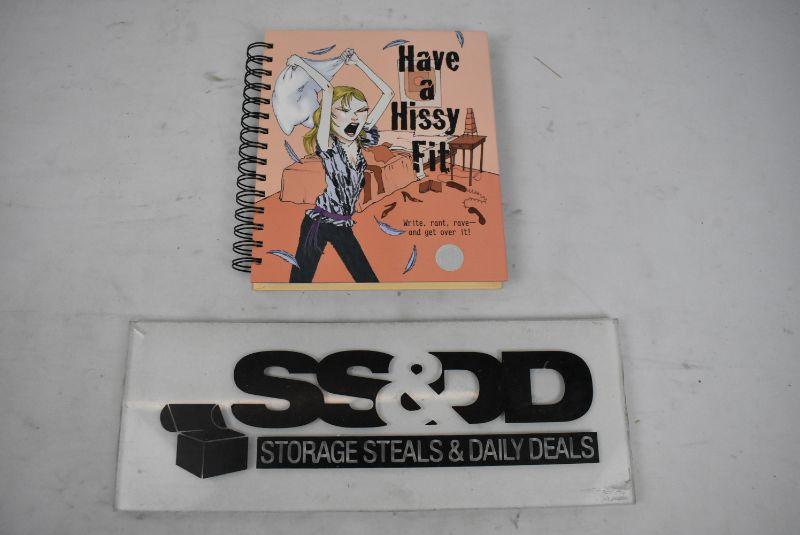 Have
a
Hissy
Fit
Write, rant, rave—
and get over it!
SS&DD
STORAGE STEALS & DAILY DEALS